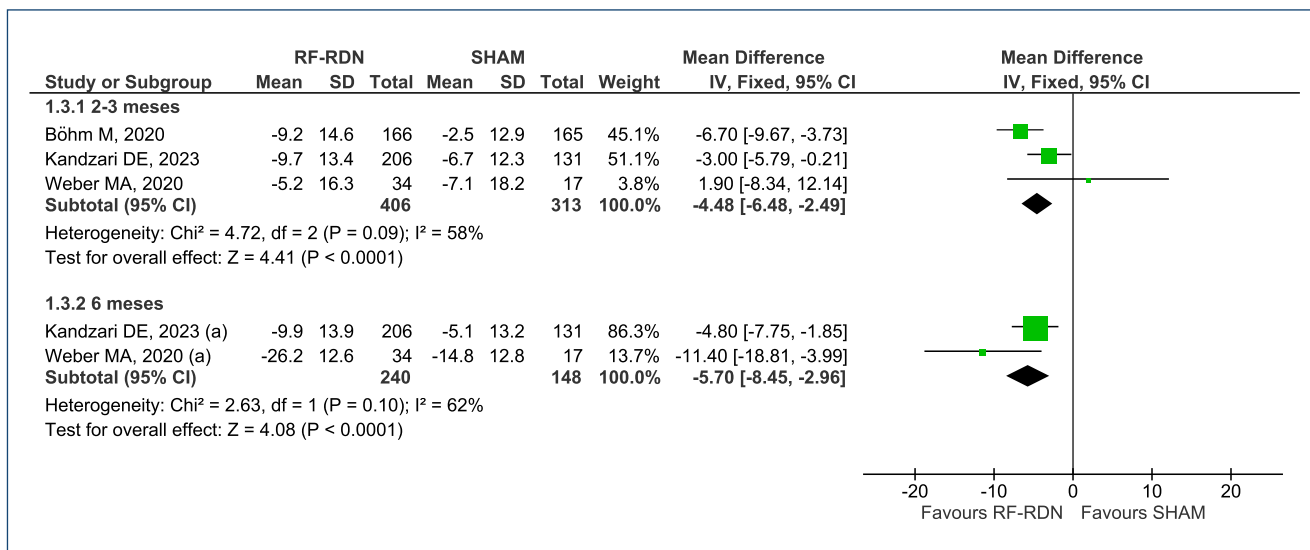 RF-RDN SHAM Mean Difference Mean Difference
Study or Subgroup Mean SD Total Mean SD Total Weight IV, Fixed, 95% CI IV, Fixed, 95% CI
1.3.1 2-3 meses
Böhm M, 2020 -9.2 14.6 166 -2.5 12.9 165 45.1% -6.70 [-9.67, -3.73]
Kandzari DE, 2023 -9.7 13.4 206 -6.7 12.3 131 51.1% -3.00 [-5.79, -0.21]
Weber MA, 2020 -5.2 16.3 34 -7.1 18.2 17 3.8% 1.90 [-8.34, 12.14]
Subtotal (95% CI) 406 313 100.0% -4.48 [-6.48, -2.49]
Heterogeneity: Chi² = 4.72, df = 2 (P = 0.09); I² = 58%
Test for overall effect: Z = 4.41 (P < 0.0001)
1.3.2 6 meses
Kandzari DE, 2023 (a) -9.9 13.9 206 -5.1 13.2 131 86.3% -4.80 [-7.75, -1.85]
Weber MA, 2020 (a) -26.2 12.6 34 -14.8 12.8 17 13.7% -11.40 [-18.81, -3.99]
Subtotal (95% CI) 240 148 100.0% -5.70 [-8.45, -2.96]
Heterogeneity: Chi² = 2.63, df = 1 (P = 0.10); I² = 62%
Test for overall effect: Z = 4.08 (P < 0.0001)
-20 -10 0 10 20
Favours RF-RDN Favours SHAM